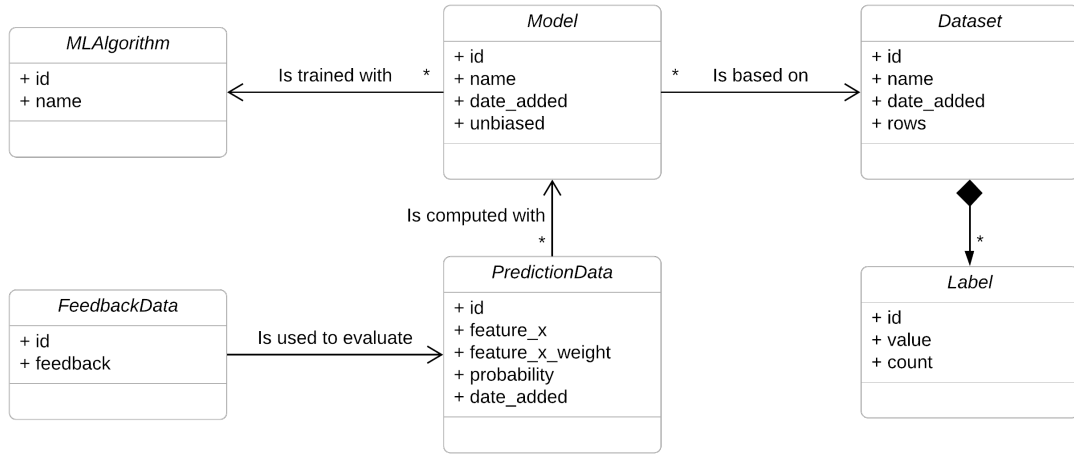 MLAlgorithm
+ id
+ name
Is trained with
*
Model
+ id
+ name
+ date_added
+ unbiased
*
Is based on
Dataset
+ id
+ name
+ date_added
+ rows
Is computed with
*
*
FeedbackData
+ id
+ feedback
Is used to evaluate
PredictionData
+ id
+ feature_x
+ feature_x_weight
+ probability
+ date_added
Label
+ id
+ value
+ count